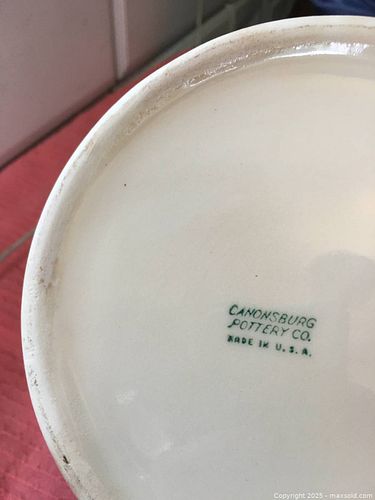 CANONSBURG
POTTERY CO.
MADE IN U.S.A.
Copyright 2025 - maxsold.com